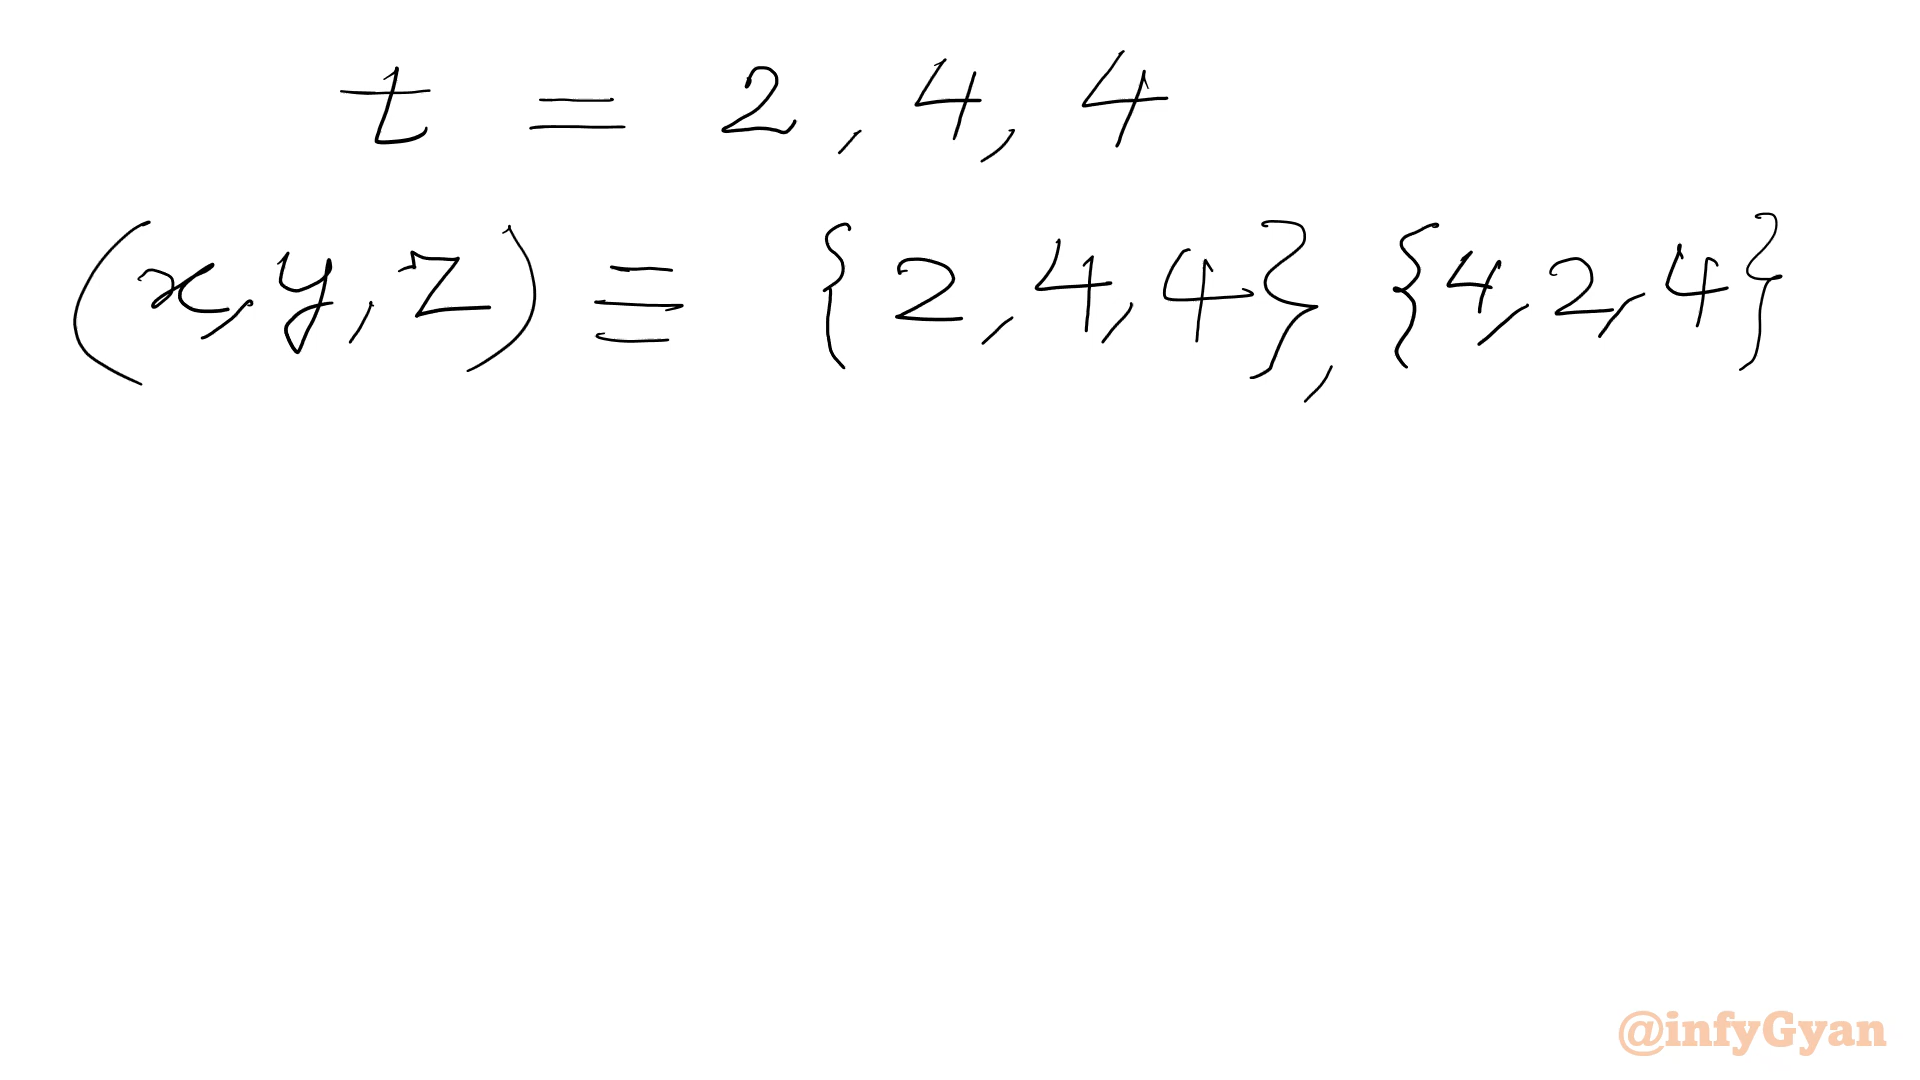 t = 2, 4, 4
(x, y, z) ≡ {2, 4, 4}, {4, 2, 4}
@infyGyan